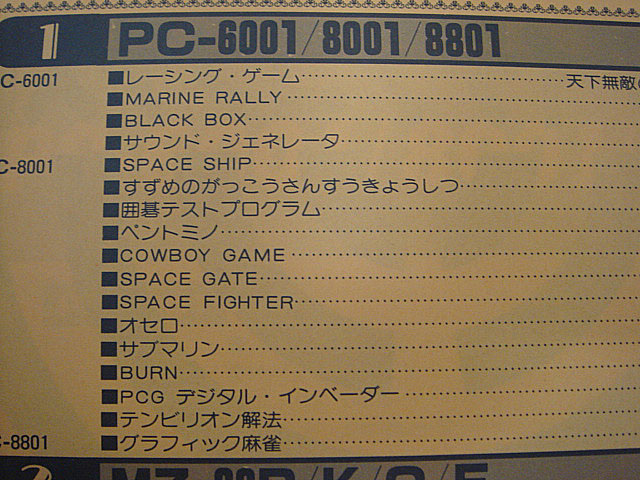 1 PC-6001/8001/8801
C-6001 ■レーシング・ゲーム 天下無敵
■MARINE RALLY
■BLACK BOX
■サウンド・ジェネレータ
C-8001 ■SPACE SHIP
■すずめのがっこうさんすうきょうしつ
■囲碁テストプログラム
■ペントミノ
■COWBOY GAME
■SPACE GATE
■SPACE FIGHTER
■オセロ
■サブマリン
■BURN
■PCG デジタル・インベーダー
■テンビリオン解法
-8801 ■グラフィック麻雀